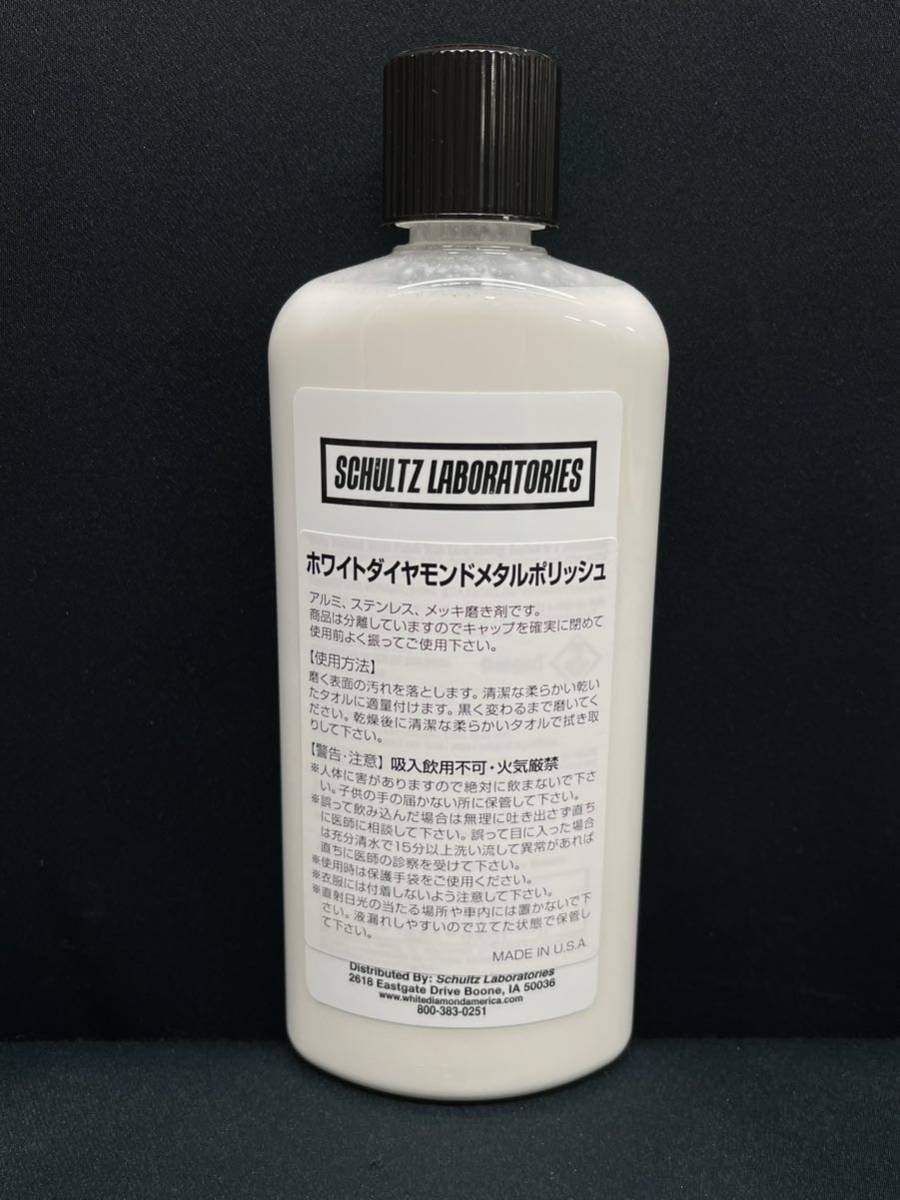 SCHULTZ LABORATORIES
ホワイトダイヤモンドメタルポリッシュ
アルミ、ステンレス、メッキ磨き剤です。
商品は分離していますのでキャップを確実に閉めて
使用前よく振ってご使用下さい。
【使用方法】
磨く表面の汚れを落とします。清潔な柔らかい乾い
たタオルに適量付けます。黒く変わるまで磨いてく
ださい。乾燥後に清潔な柔らかいタオルで拭き取
りして下さい。
【警告・注意】吸入飲用不可・火気厳禁
※人体に害がありますので絶対に飲まないで下さ
い。子供の手の届かない所に保管して下さい。
※誤って飲み込んだ場合は無理に吐き出さず直ち
に医師に相談して下さい。誤って目に入った場合
は充分清水で15分以上洗い流して異常があれば
直ちに医師の診察を受けて下さい。
※使用時は保護手袋をご使用ください。
※衣服には付着しないよう注意して下さい。
※直射日光の当たる場所や車内には置かないで下
さい。液漏れしやすいので立てた状態で保管し
て下さい。
MADE IN U.S.A.
Distributed By: Schultz Laboratories
2618 Eastgate Drive Boone, IA 50036
www.whitediamondamerica.com
800-383-0251